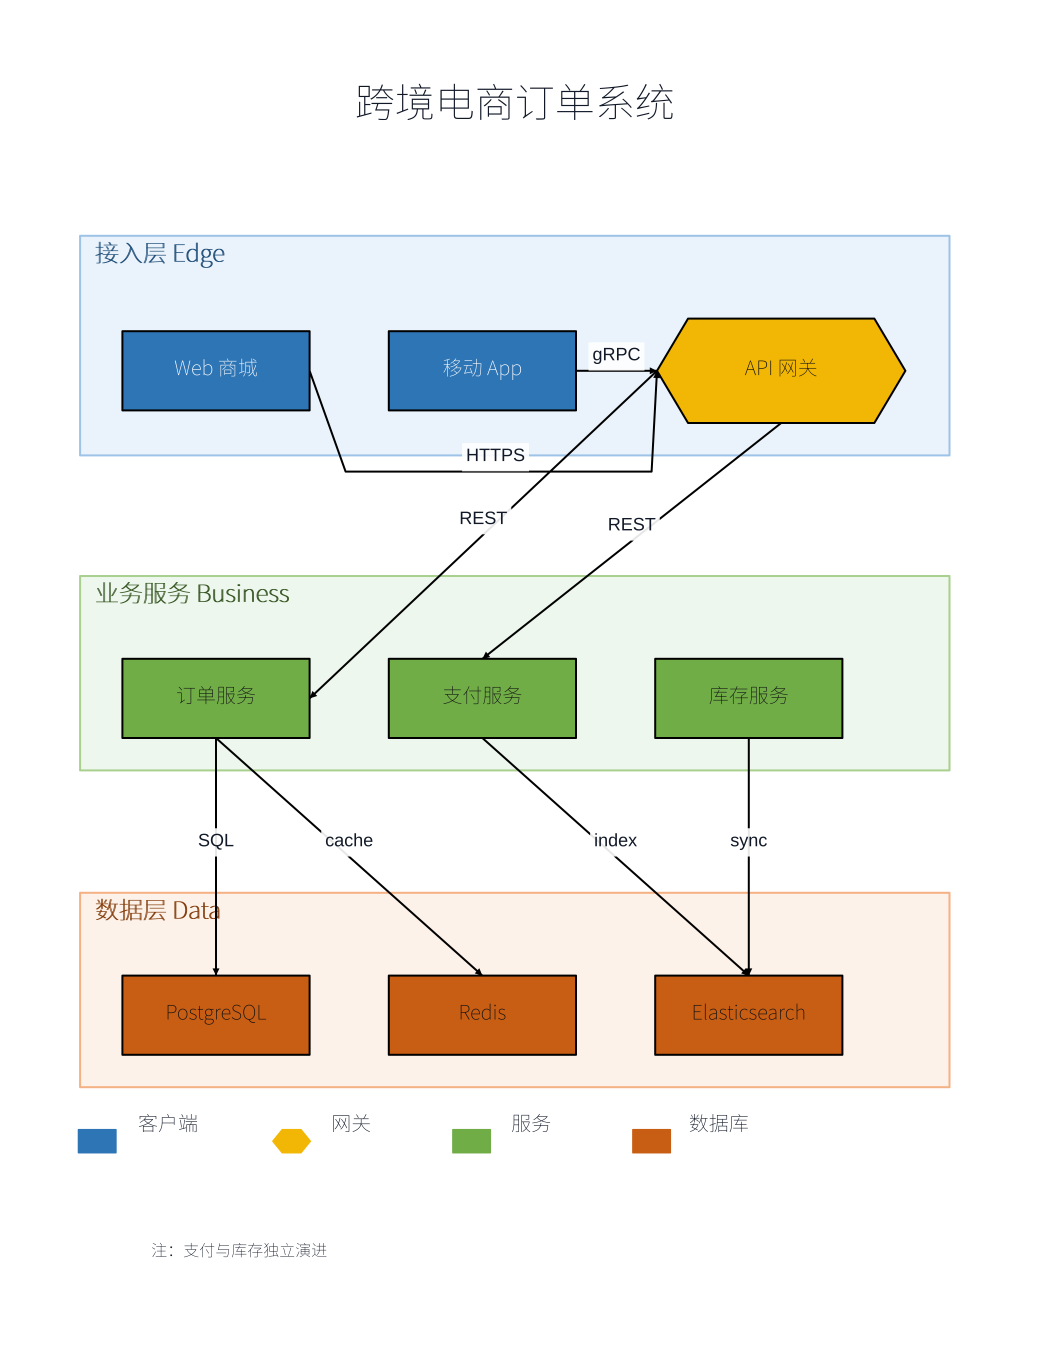 跨境电商订单系统
接入层 Edge
Web 商城
移动 App
gRPC
API 网关
HTTPS
REST
REST
业务服务 Business
订单服务
支付服务
库存服务
SQL
cache
index
sync
数据层 Data
PostgreSQL
Redis
Elasticsearch
客户端
网关
服务
数据库
注：支付与库存独立演进